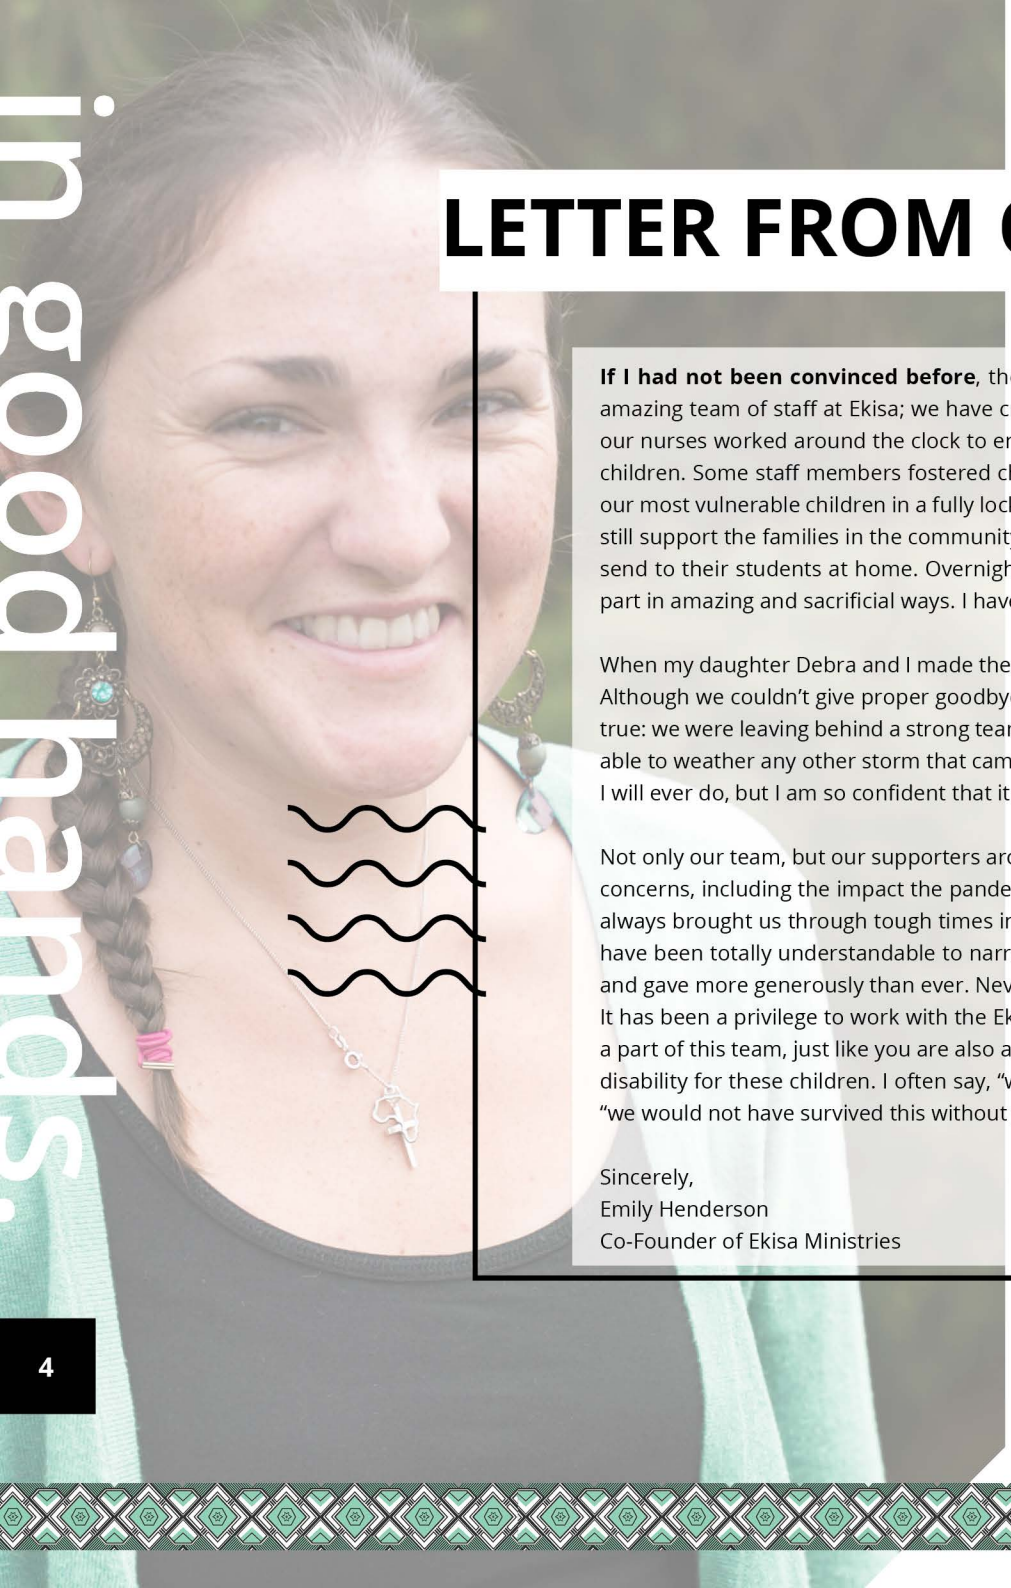 in good hands.
LETTER FROM
If I had not been convinced before, the
amazing team of staff at Ekisa; we have
our nurses worked around the clock to
children. Some staff members fostered
our most vulnerable children in a fully
still support the families in the community
send to their students at home.
part in amazing and sacrificial ways. I have
When my daughter Debra and I made the
Although we couldn’t give proper
true: we were leaving behind a strong
able to weather any other storm that
I will ever do, but I am so confident that it
Not only our team, but our supporters
concerns, including the impact the
always brought us through tough times
have been totally understandable to
and gave more generously than ever.
It has been a privilege to work with the
a part of this team, just like you are also a
disability for these children. I often say,
“we would not have survived this without
Sincerely,
Emily Henderson
Co-Founder of Ekisa Ministries
4